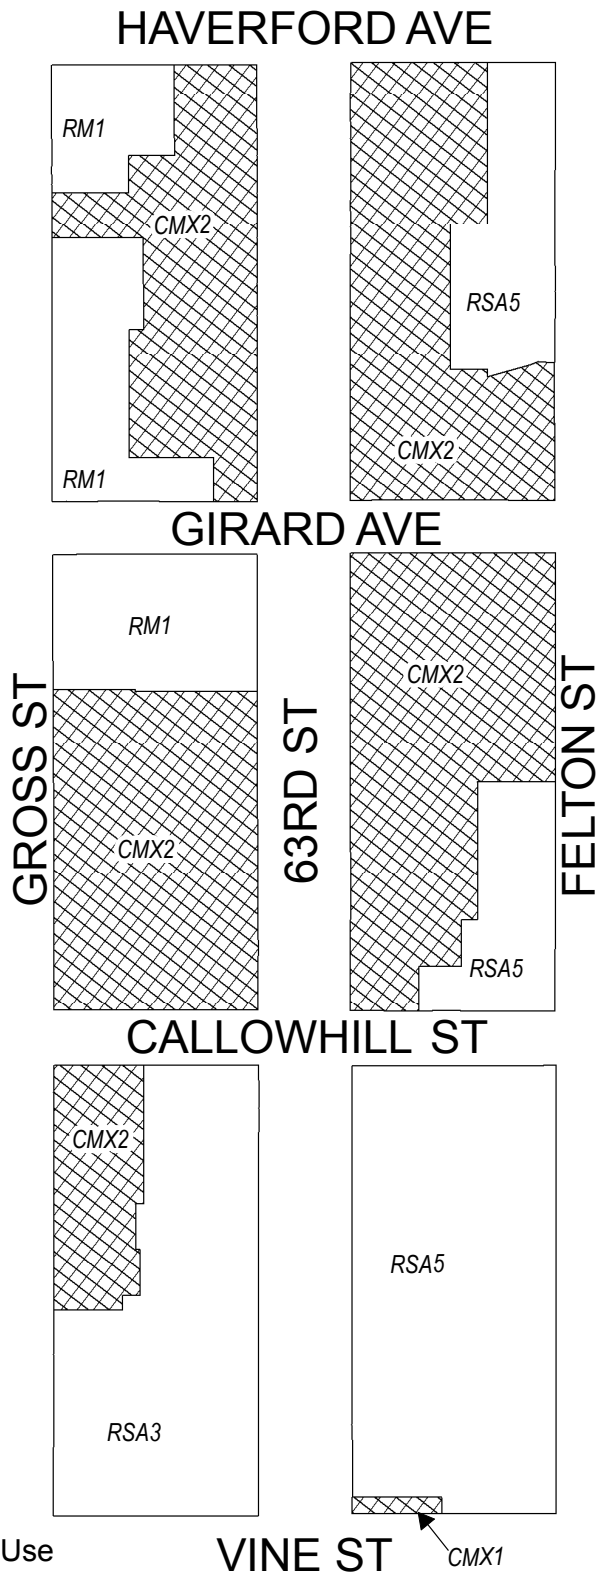 HAVERFORD AVE
RM1
CMX2
RSA5
CMX2
RM1
GIRARD AVE
RM1
CMX2
GROSS ST
63RD ST
FELTON ST
CMX2
RSA5
CALLOWHILL ST
CMX2
RSA5
RSA3
Use
VINE ST
CMX1